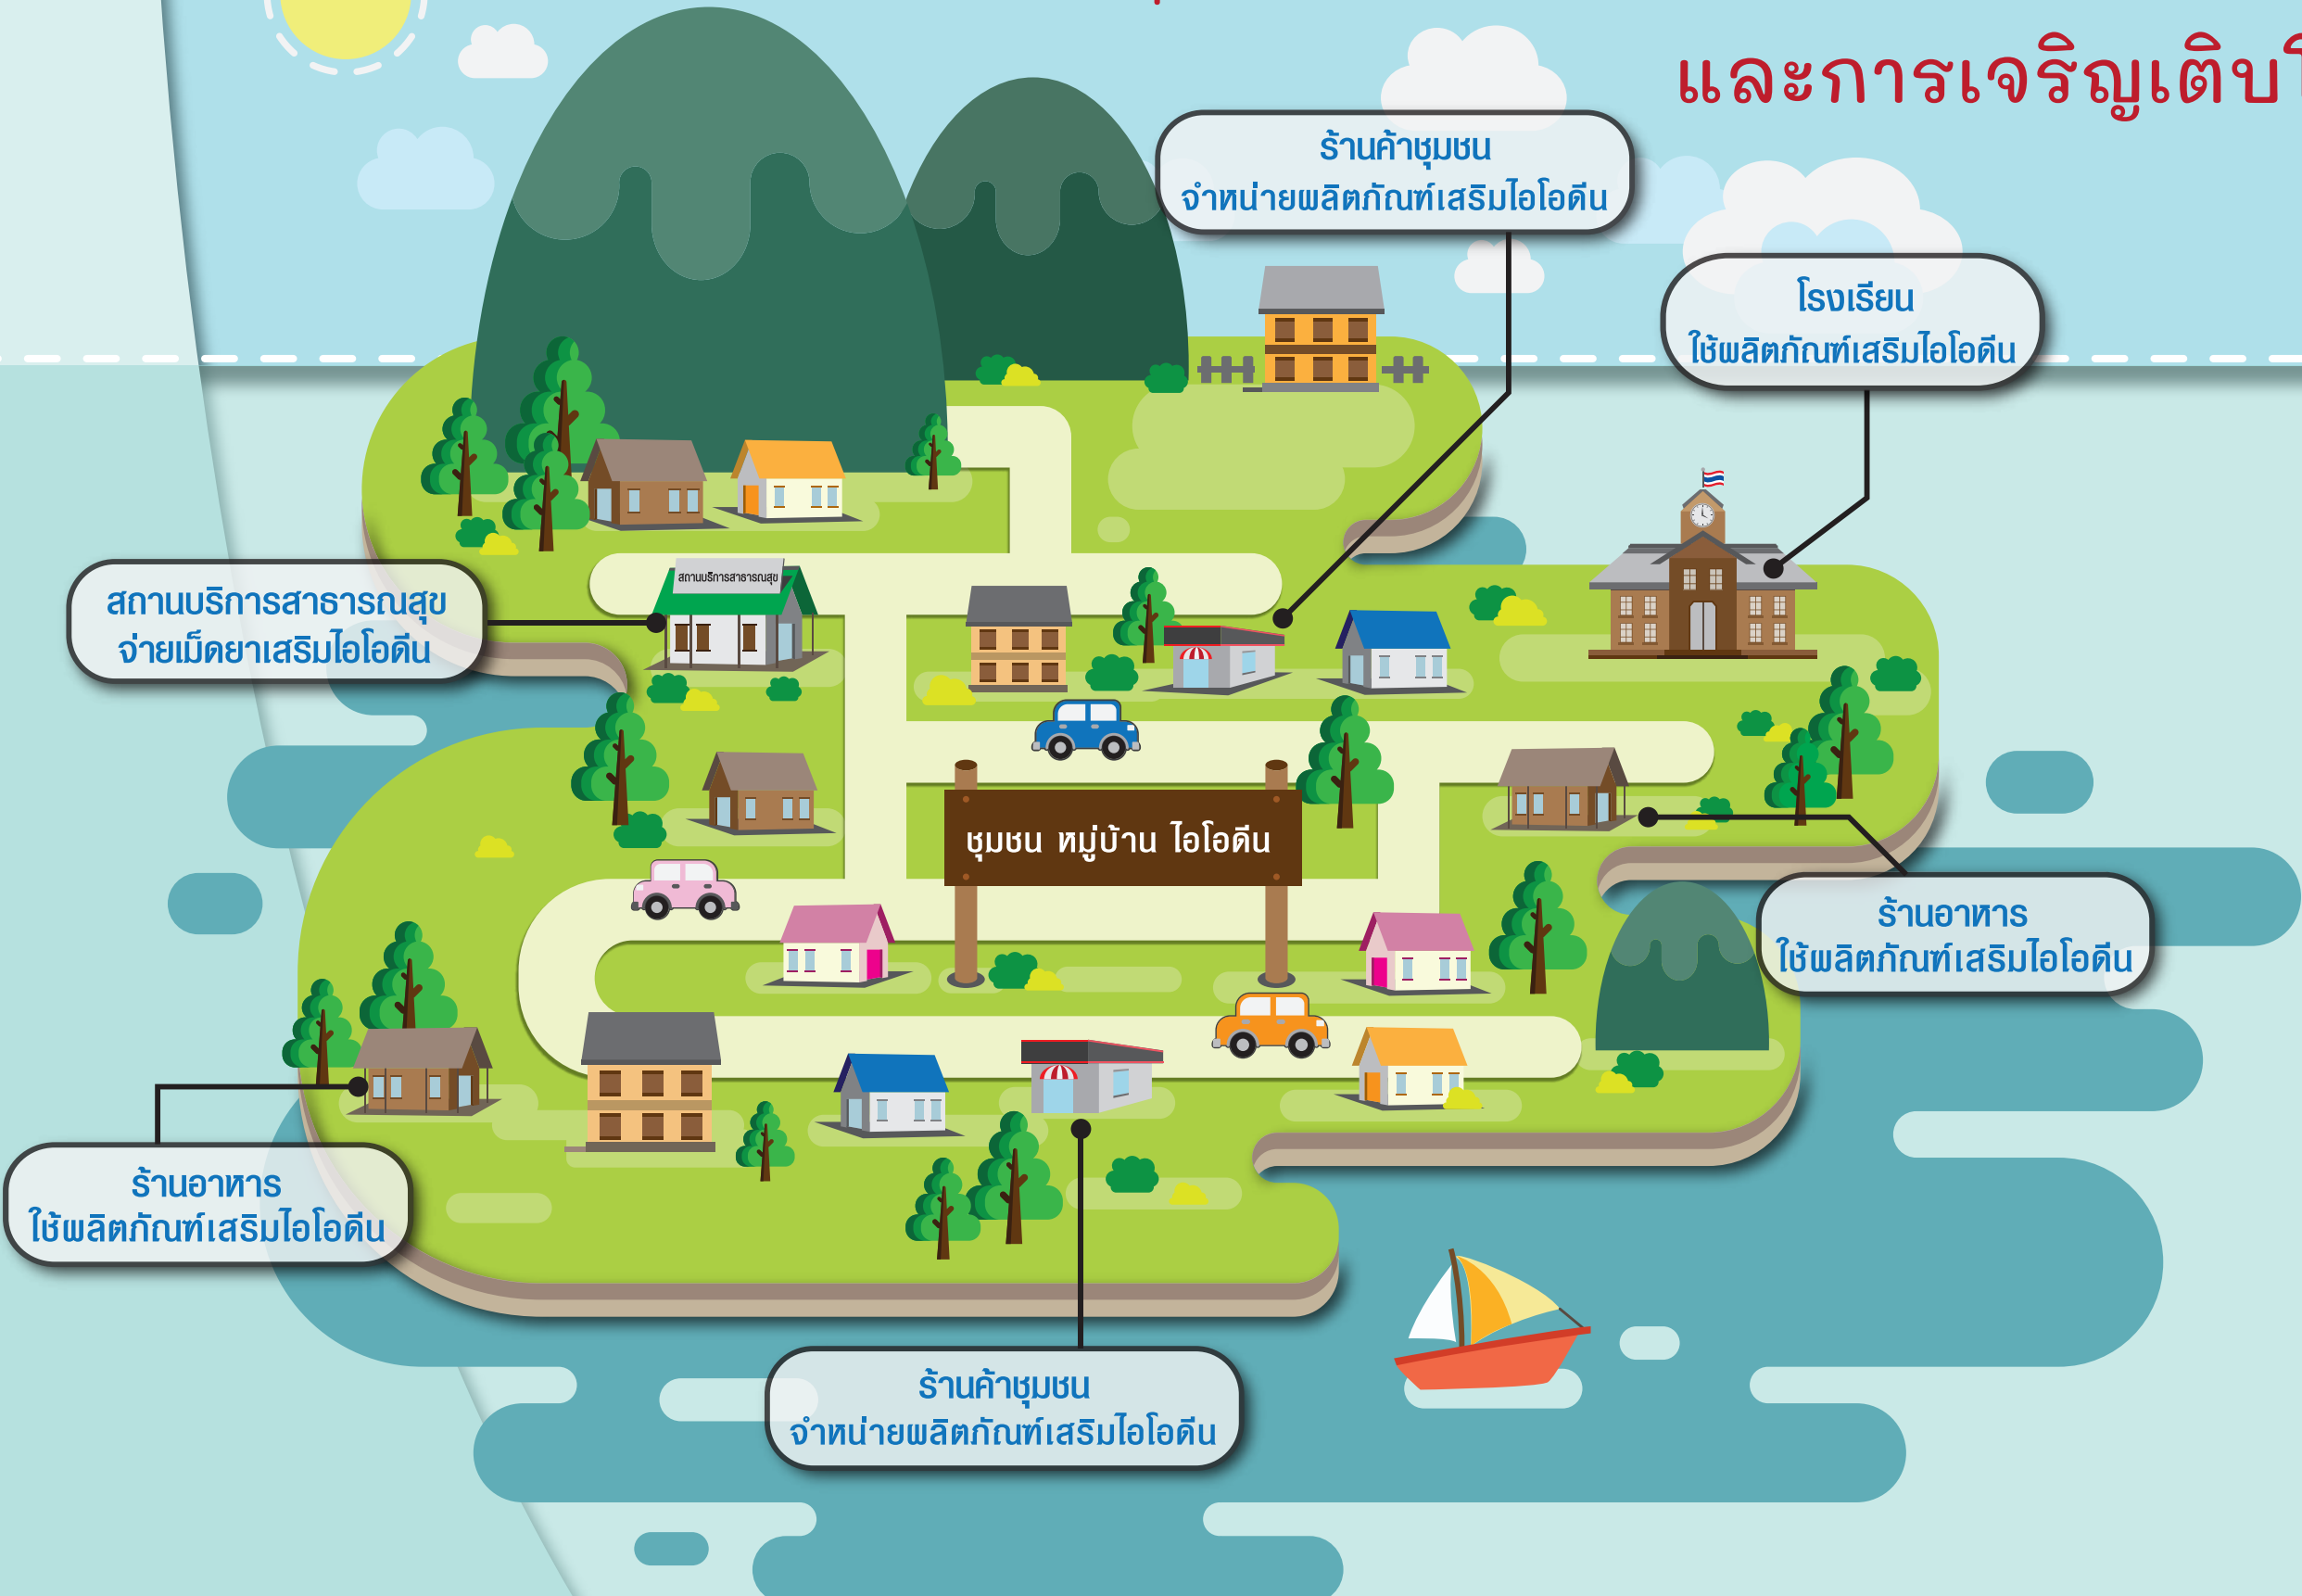 และการเจริญเติบ
ร้านค้าชุมชน
จำหน่ายผลิตภัณฑ์เสริมไอโอดีน
โรงเรียน
ใช้ผลิตภัณฑ์เสริมไอโอดีน
สถานบริการสาธารณสุข
สถานบริการสาธารณสุข
จ่ายเม็ดยาเสริมไอโอดีน
ชุมชน หมู่บ้าน ไอโอดีน
ร้านอาหาร
ใช้ผลิตภัณฑ์เสริมไอโอดีน
ร้านอาหาร
ใช้ผลิตภัณฑ์เสริมไอโอดีน
ร้านค้าชุมชน
จำหน่ายผลิตภัณฑ์เสริมไอโอดีน